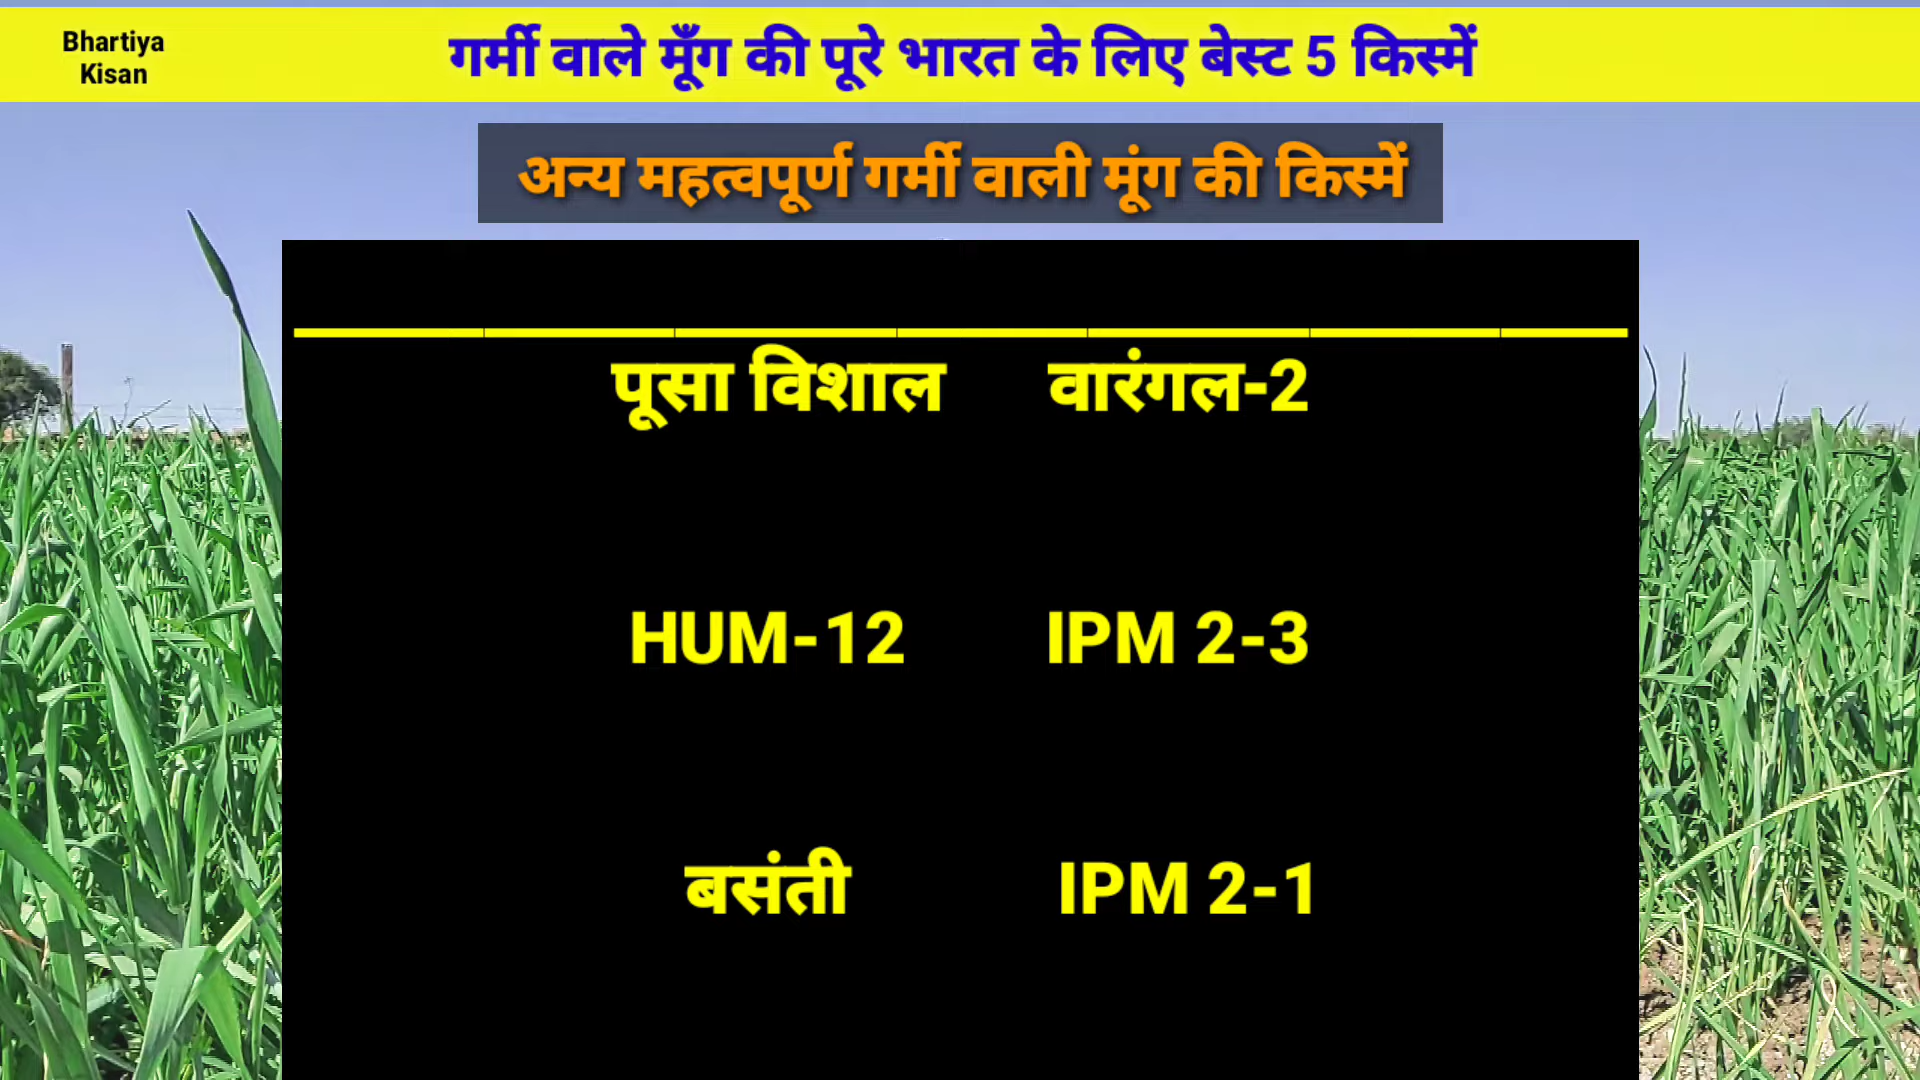 Bhartiya
Kisan
गर्मी वाले मूँग की पूरे भारत के लिए बेस्ट 5 किस्में
अन्य महत्वपूर्ण गर्मी वाली मूंग की किस्में
पूसा विशाल वारंगल-2
HUM-12 IPM 2-3
बसंती IPM 2-1